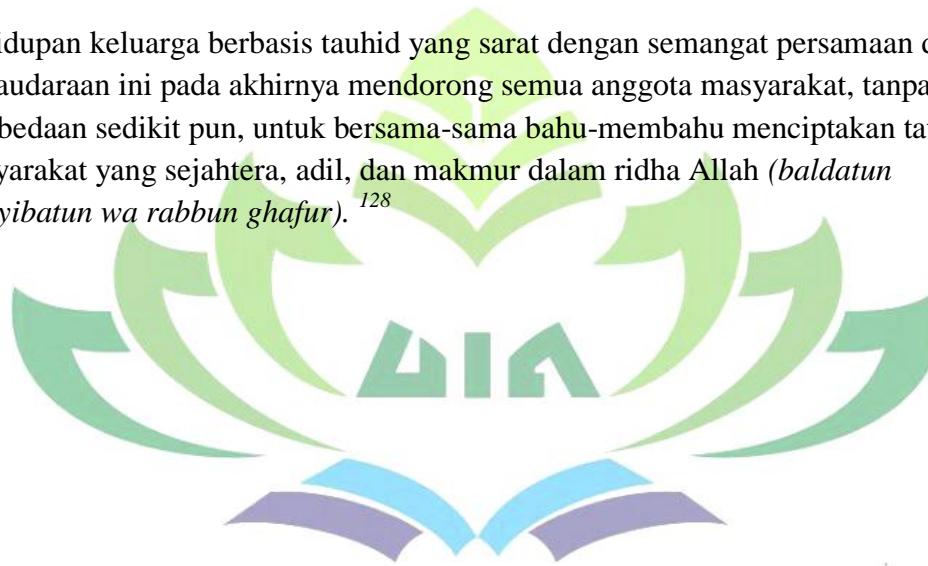 idupan keluarga berbasis tauhid yang sarat dengan semangat persamaan d
audaraan ini pada akhirnya mendorong semua anggota masyarakat, tanpa
bedaan sedikit pun, untuk bersama-sama bahu-membahu menciptakan ta
yarakat yang sejahtera, adil, dan makmur dalam ridha Allah (baldatun
yibatun wa rabbun ghafur). 128
UIN